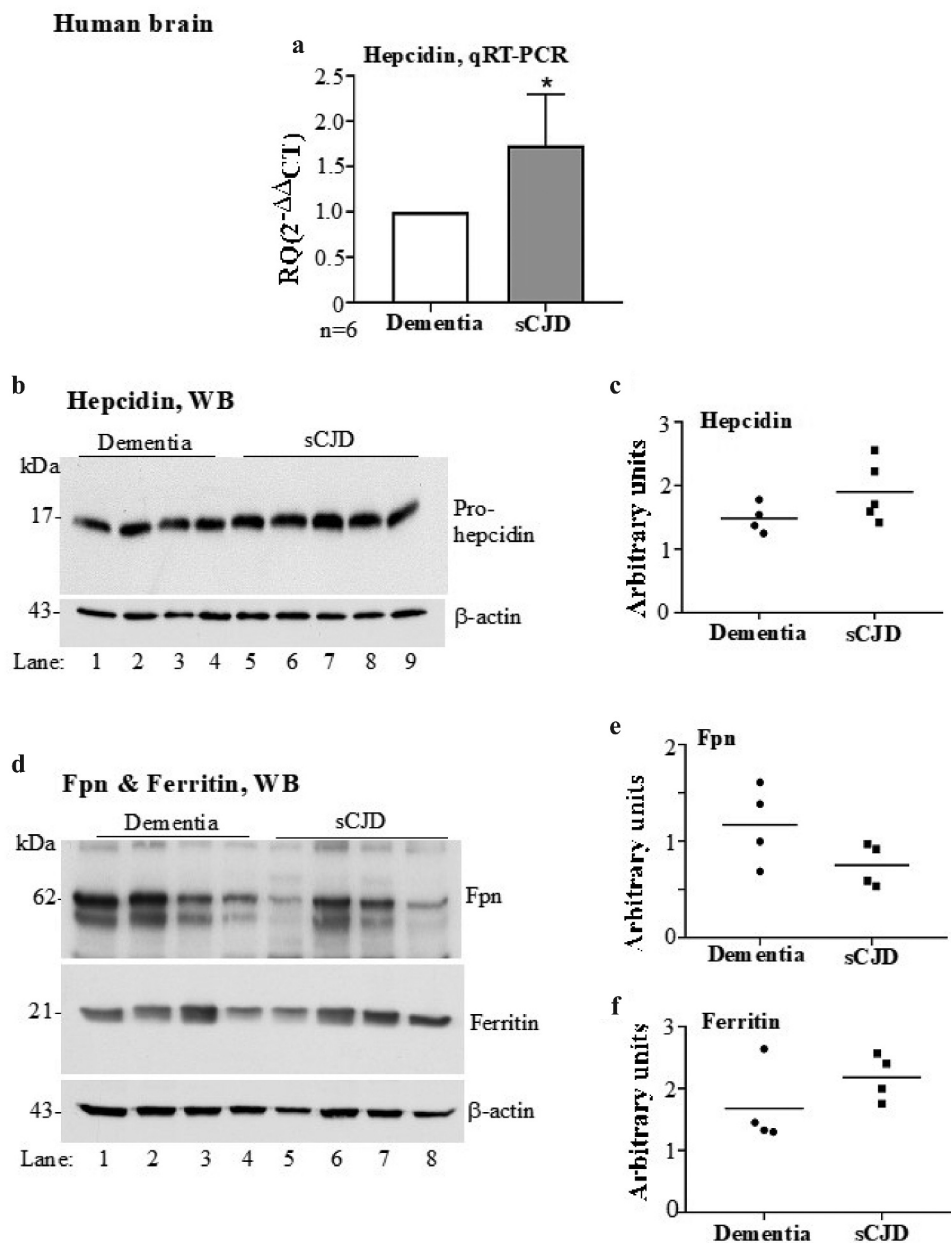 Human brain
a
Hepcidin, qRT-PCR
RQ(2-ΔΔCT)
2.5
2.0
1.5
1.0
0.5
0
*
n=6
Dementia
sCJD
b
Hepcidin, WB
Dementia
sCJD
kDa
17-
Pro-
hepcidin
43-
β-actin
Lane: 1 2 3 4 5 6 7 8 9
c
Hepcidin
Arbitrary units
3
2
1
0
Dementia
sCJD
d
Fpn & Ferritin, WB
Dementia
sCJD
kDa
62-
Fpn
21-
Ferritin
43-
β-actin
Lane: 1 2 3 4 5 6 7 8
e
Fpn
Arbitrary units
2
1
0
Dementia
sCJD
f
Ferritin
Arbitrary units
3
2
1
0
Dementia
sCJD